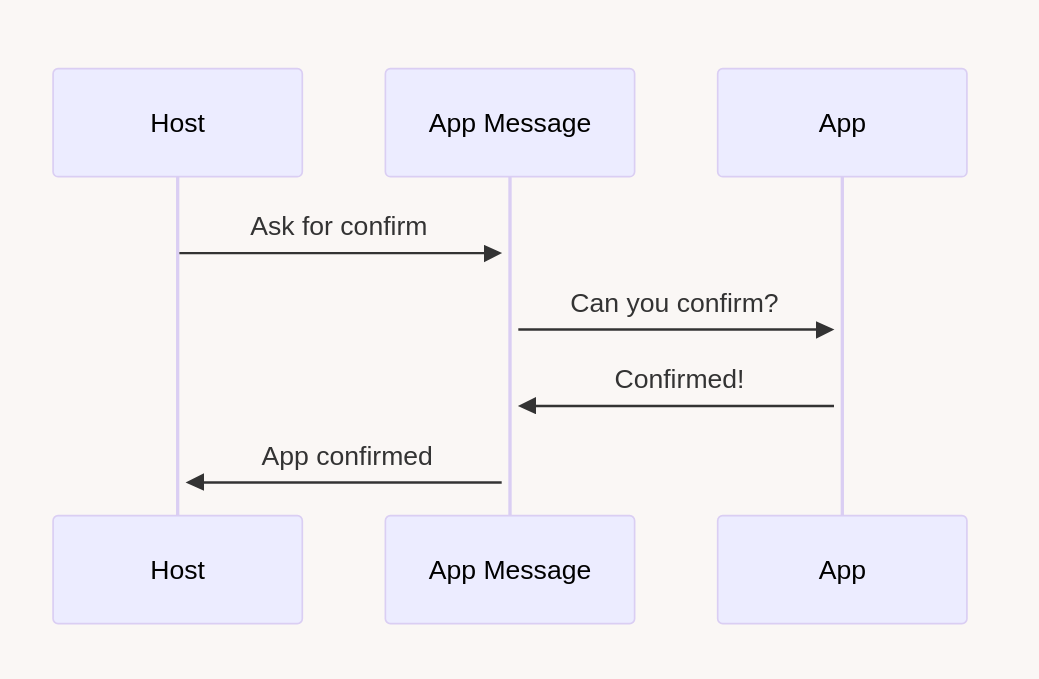 Host
App Message
App
Ask for confirm
Can you confirm?
Confirmed!
App confirmed
Host
App Message
App